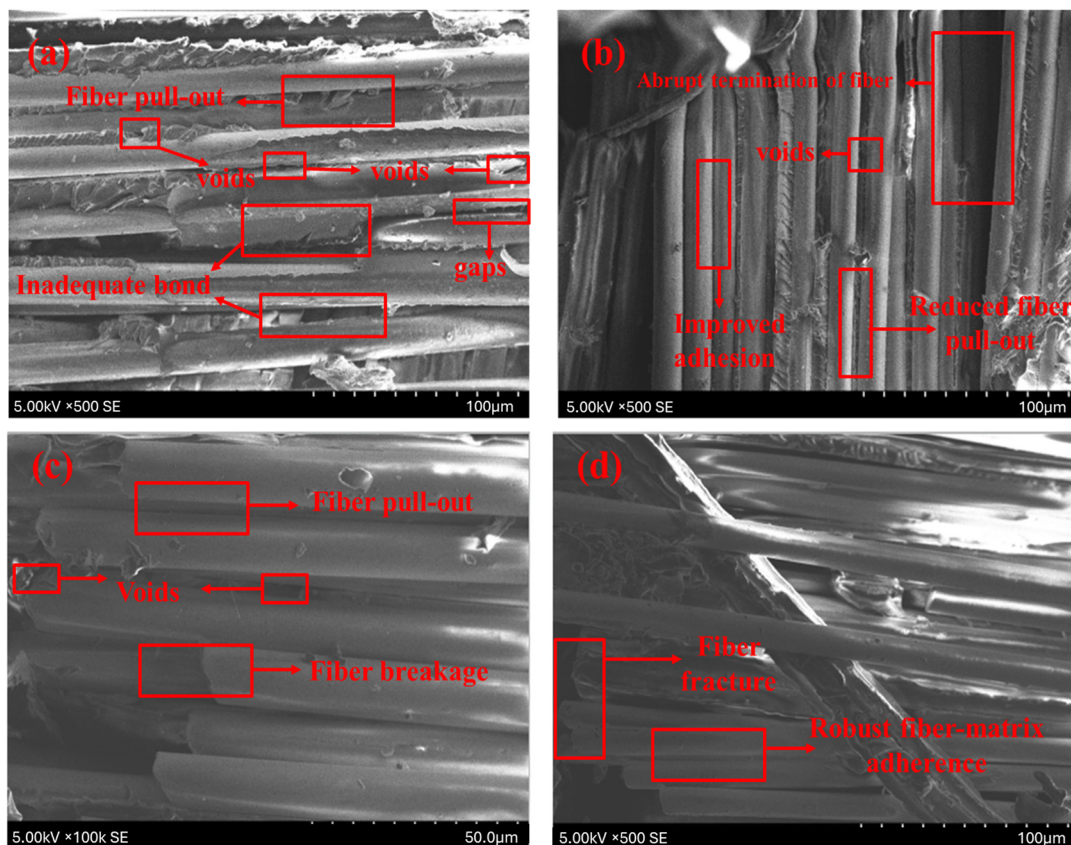 (a)
Fiber pull-out
voids
voids
gaps
Inadequate bond
5.00kV ×500 SE
100μm
(b)
Abrupt termination of fiber
voids
Improved
adhesion
Reduced fiber
pull-out
5.00kV ×500 SE
100μm
(c)
Fiber pull-out
Voids
Fiber breakage
5.00kV ×100k SE
50.0μm
(d)
Fiber
fracture
Robust fiber-matrix
adherence
5.00kV ×500 SE
100μm